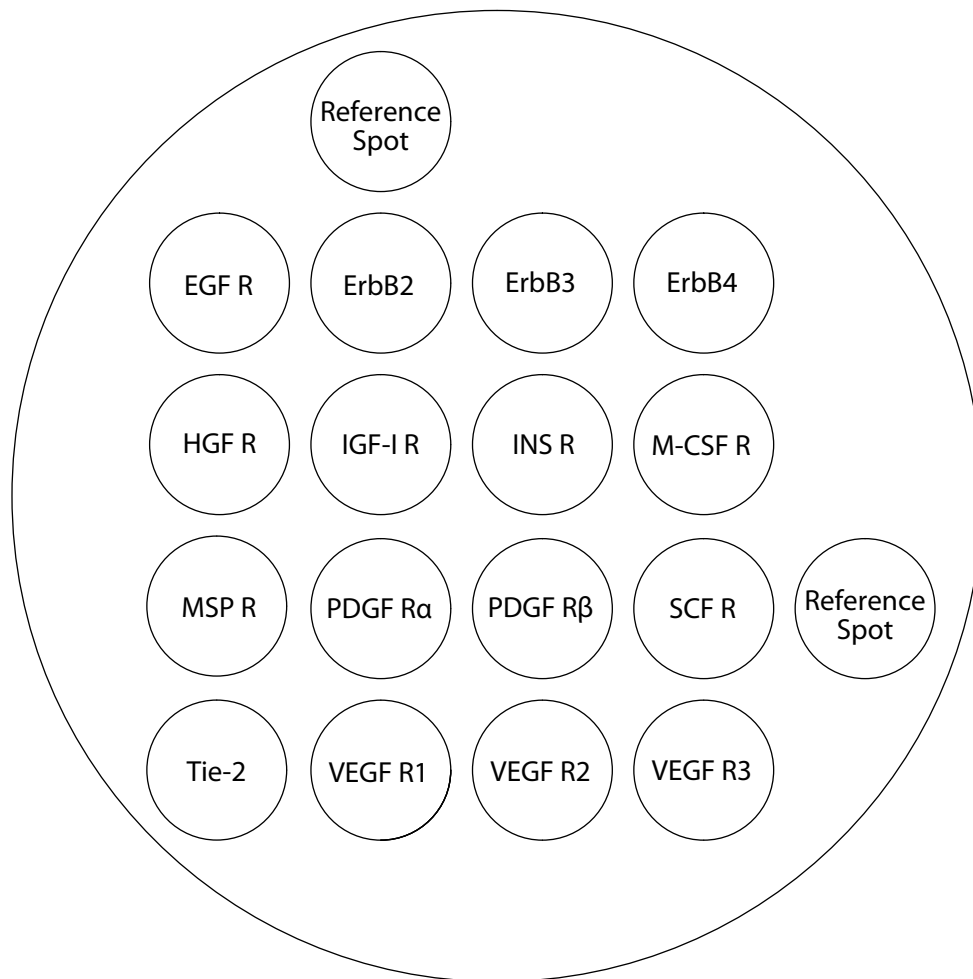 Reference
Spot
EGF R
ErbB2
ErbB3
ErbB4
HGF R
IGF-I R
INS R
M-CSF R
MSP R
PDGF Rα
PDGF Rβ
SCF R
Reference
Spot
Tie-2
VEGF R1
VEGF R2
VEGF R3